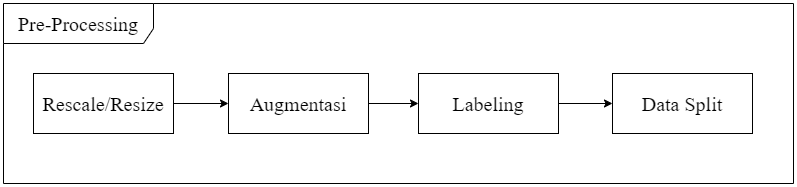 Pre-Processing
Rescale/Resize
Augmentasi
Labeling
Data Split